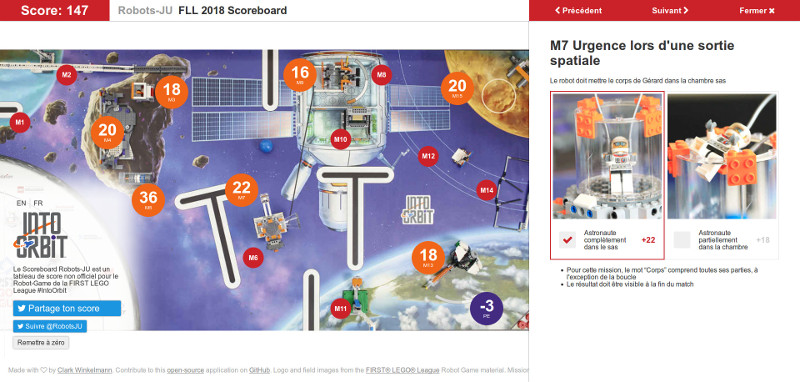 Score: 147
Robots-JU FLL 2018 Scoreboard
Précédent
Suivant
Fermer
M2
M1
18
20
M4
36
22
M7
M6
16
M8
M10
20
M12
M14
18
M11
-3
PE
EN | FR
INTO
ORBIT
Le Scoreboard Robots-JU est un
tableau de score non officiel pour le
Robot-Game de la FIRST LEGO
League #IntoOrbit
Partage ton score
Suivre @RobotsJU
Remettre à zéro
INTO
ORBIT
Made with ♡ by Clark Winkelmann. Contribute to this open-source application on GitHub. Logo and field images from the FIRST® LEGO® League Robot Game material. Mission
M7 Urgence lors d'une sortie
spatiale
Le robot doit mettre le corps de Gérard dans la chambre sas
Astronaute
complètement
dans le sas
+22
Astronaute
partiellement
dans la chambre
+18
Pour cette mission, le mot "Corps" comprend toutes ses parties, à
l'exception de la boucle
Le résultat doit être visible à la fin du match